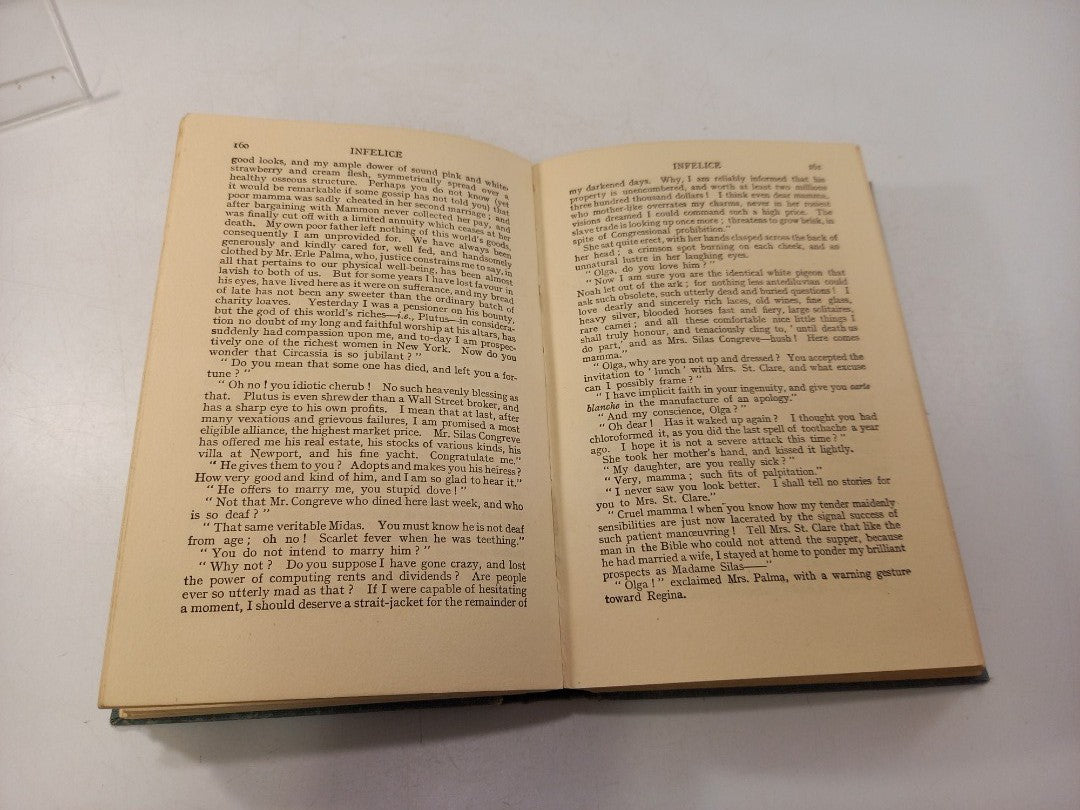 160
INFELICE
good looks, and my ample dower of sound pink and white
strawberry and cream flesh, symmetrically spread over a
healthy osseous structure. Perhaps you do not know (yet
it would be remarkable if some gossip has not told you) that
poor mamma was sadly cheated in her second marriage; and
after bargaining with Mammon never collected her pay, and
was finally cut off with a limited annuity which ceases at her
death. My own poor father left nothing of this world's goods,
consequently I am unprovided for. We have always been
generously and kindly cared for, well fed, and handsomely
clothed by Mr. Erle Palma, who, justice constrains me to say, in
all that pertains to our physical well-being, has been almost
lavish to both of us. But for some years I have lost favour in
his eyes, have lived here as it were on sufferance, and my bread
of late has not been any sweeter than the ordinary batch of
charity loaves. Yesterday I was a pensioner on his bounty,
but the god of this world's riches—i.e., Plutus—in considera-
tion no doubt of my long and faithful worship at his altars, has
suddenly had compassion upon me, and to-day I am prospec-
tively one of the richest women in New York. Now do you
wonder that Circassia is so jubilant?"
"Do you mean that some one has died, and left you a for-
tune?"
"Oh no! you idiotic cherub! No such heavenly blessing as
that. Plutus is even shrewder than a Wall Street broker, and
has a sharp eye to his own profits. I mean that at last, after
many vexatious and grievous failures, I am promised a most
eligible alliance, the highest market price. Mr. Silas Congreve
has offered me his real estate, his stocks of various kinds, his
villa at Newport, and his fine yacht. Congratulate me."
"He gives them to you? Adopts and makes you his heiress?
How very good and kind of him, and I am so glad to hear it."
"He offers to marry me, you stupid dove!"
"Not that Mr. Congreve who dined here last week, and who
is so deaf?"
"That same veritable Midas. You must know he is not deaf
from age; oh no! Scarlet fever when he was teething."
"You do not intend to marry him?"
"Why not? Do you suppose I have gone crazy, and lost
the power of computing rents and dividends? Are people
ever so utterly mad as that? If I were capable of hesitating
a moment, I should deserve a strait-jacket for the remainder of
INFELICE
161
my darkened days. Why, I am reliably informed that his
property is unencumbered, and worth at least two millions
three hundred thousand dollars! I think even dear mamma,
who mother-like overrates my charms, never in her rosiest
visions dreamed I could command such a high price. The
slave trade is looking up once more; threatens to grow brisk, in
spite of Congressional prohibition."
She sat quite erect, with her hands clasped across the back of
her head; a crimson spot burning on each cheek, and an
unnatural lustre in her laughing eyes.
"Olga, do you love him?"
"Now I am sure you are the identical white pigeon that
Noah let out of the ark; for nothing less antediluvian could
ask such obsolete, such utterly dead and buried questions! I
love dearly and sincerely rich laces, old wines, fine glass,
heavy silver, blooded horses fast and fiery, large solitaires,
rare camei; and all these comfortable nice little things I
shall truly honour, and tenaciously cling to, 'until death us
do part,' and as Mrs. Silas Congreve—hush! Here comes
mamma."
"Olga, why are you not up and dressed? You accepted the
invitation to 'lunch' with Mrs. St. Clare, and what excuse
can I possibly frame?"
"I have implicit faith in your ingenuity, and give you carte
blanche in the manufacture of an apology."
"And my conscience, Olga?"
"Oh dear! Has it waked up again? I thought you had
chloroformed it, as you did the last spell of toothache a year
ago. I hope it is not a severe attack this time?"
She took her mother's hand, and kissed it lightly.
"My daughter, are you really sick?"
"Very, mamma; such fits of palpitation."
"I never saw you look better. I shall tell no stories for
you to Mrs. St. Clare."
"Cruel mamma! when you know how my tender maidenly
sensibilities are just now lacerated by the signal success of
such patient manœuvring! Tell Mrs. St. Clare that like the
man in the Bible who could not attend the supper, because
he had married a wife, I stayed at home to ponder my brilliant
prospects as Madame Silas——"
"Olga!" exclaimed Mrs. Palma, with a warning gesture
toward Regina.